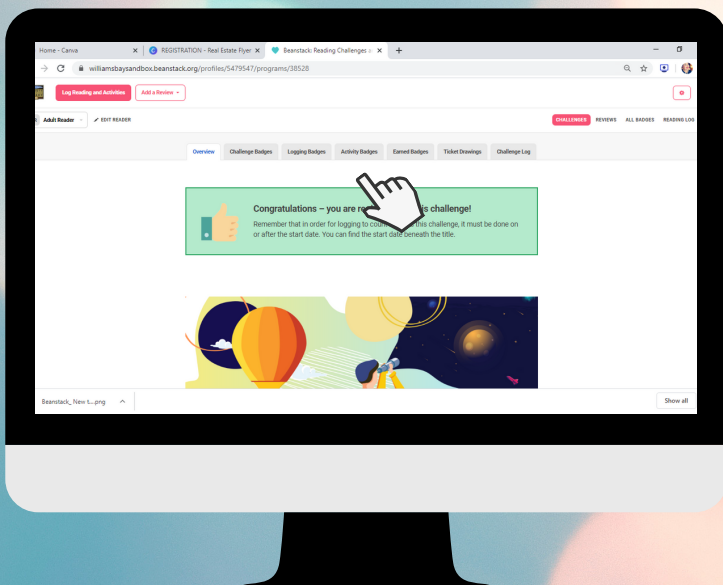 Home - Canva
REGISTRATION - Real Estate Flyer
Beanstack: Reading Challenges
williamsbaysandbox.beanstack.org/profiles/5479547/programs/38528
Log Reading and Activities
Add a Review
Adult Reader
EDIT READER
CHALLENGES REVIEWS ALL BADGES READING LOG
Overview Challenge Badges Logging Badges Activity Badges Earned Badges Ticket Drawings Challenge Log
Congratulations – you are challenge!
Remember that in order for logging to this challenge, it must be done on
or after the start date. You can find the start date beneath the title.
Beanstack_ New t....png
Show all